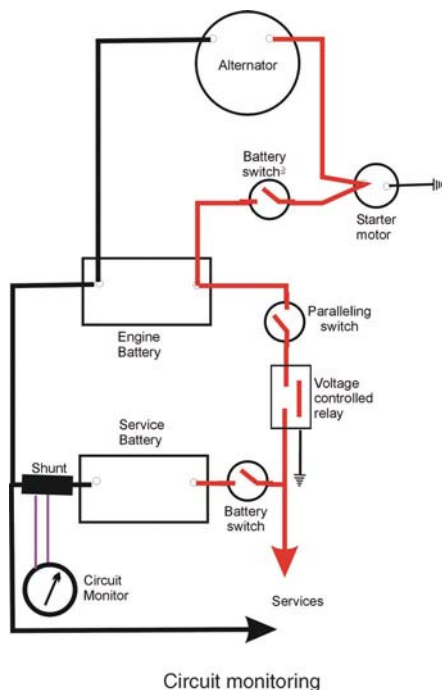 Alternator
Battery
switch
Starter
motor
Engine
Battery
Paralleling
switch
Voltage
controlled
relay
Service
Battery
Shunt
Battery
switch
Circuit
Monitor
Services
Circuit monitoring